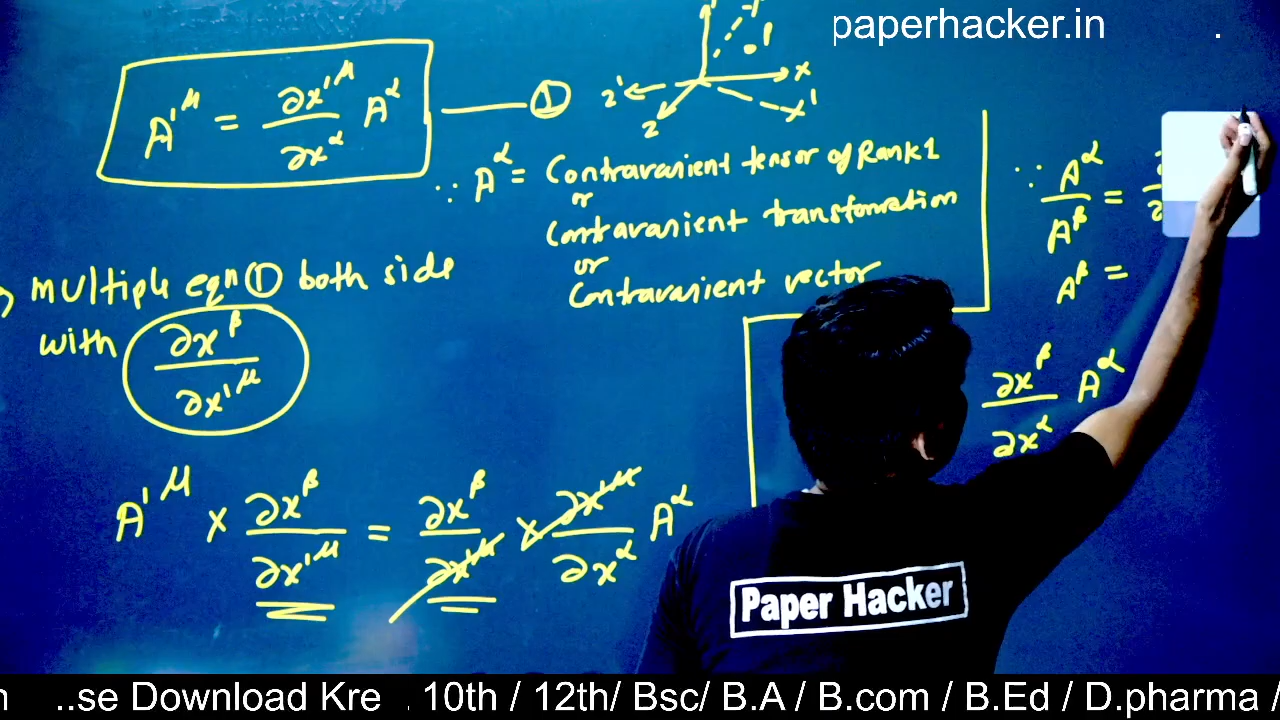 paperhacker.in .
A'^μ = ∂x'^μ / ∂x^α A^α ——— ①
x
z'
z
x'
∵ A^α = Contravarient tensor of Rank 1
or
Contravarient transformation
or
Contravarient vector
∵ A^α / A^β =
A^β =
multiple eqn ① both side
with ∂x^β / ∂x'^μ
∂x^β / ∂x^α A^α
A'^μ × ∂x^β / ∂x'^μ = ∂x^β / ∂x'^μ × ∂x'^μ / ∂x^α A^α
Paper Hacker
..se Download Kre . 10th / 12th/ Bsc/ B.A / B.com / B.Ed / D.pharma /